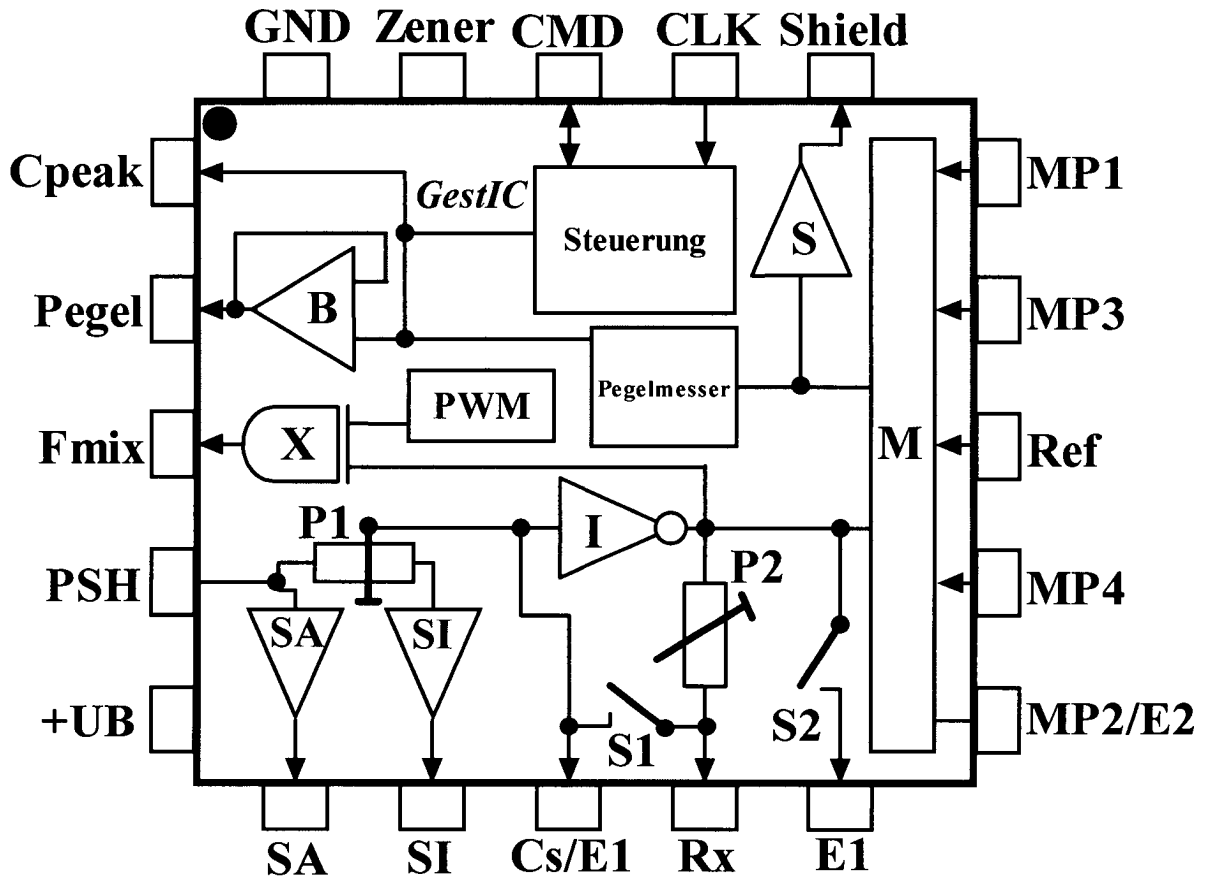 GND Zener CMD CLK Shield
Cpeak
GestIC
Steuerung
S
MP1
Pegel
B
MP3
Pegelmesser
PWM
Fmix
X
M
Ref
P1
I
PSH
P2
MP4
SA
SI
+UB
S1
S2
MP2/E2
SA SI Cs/E1 Rx E1